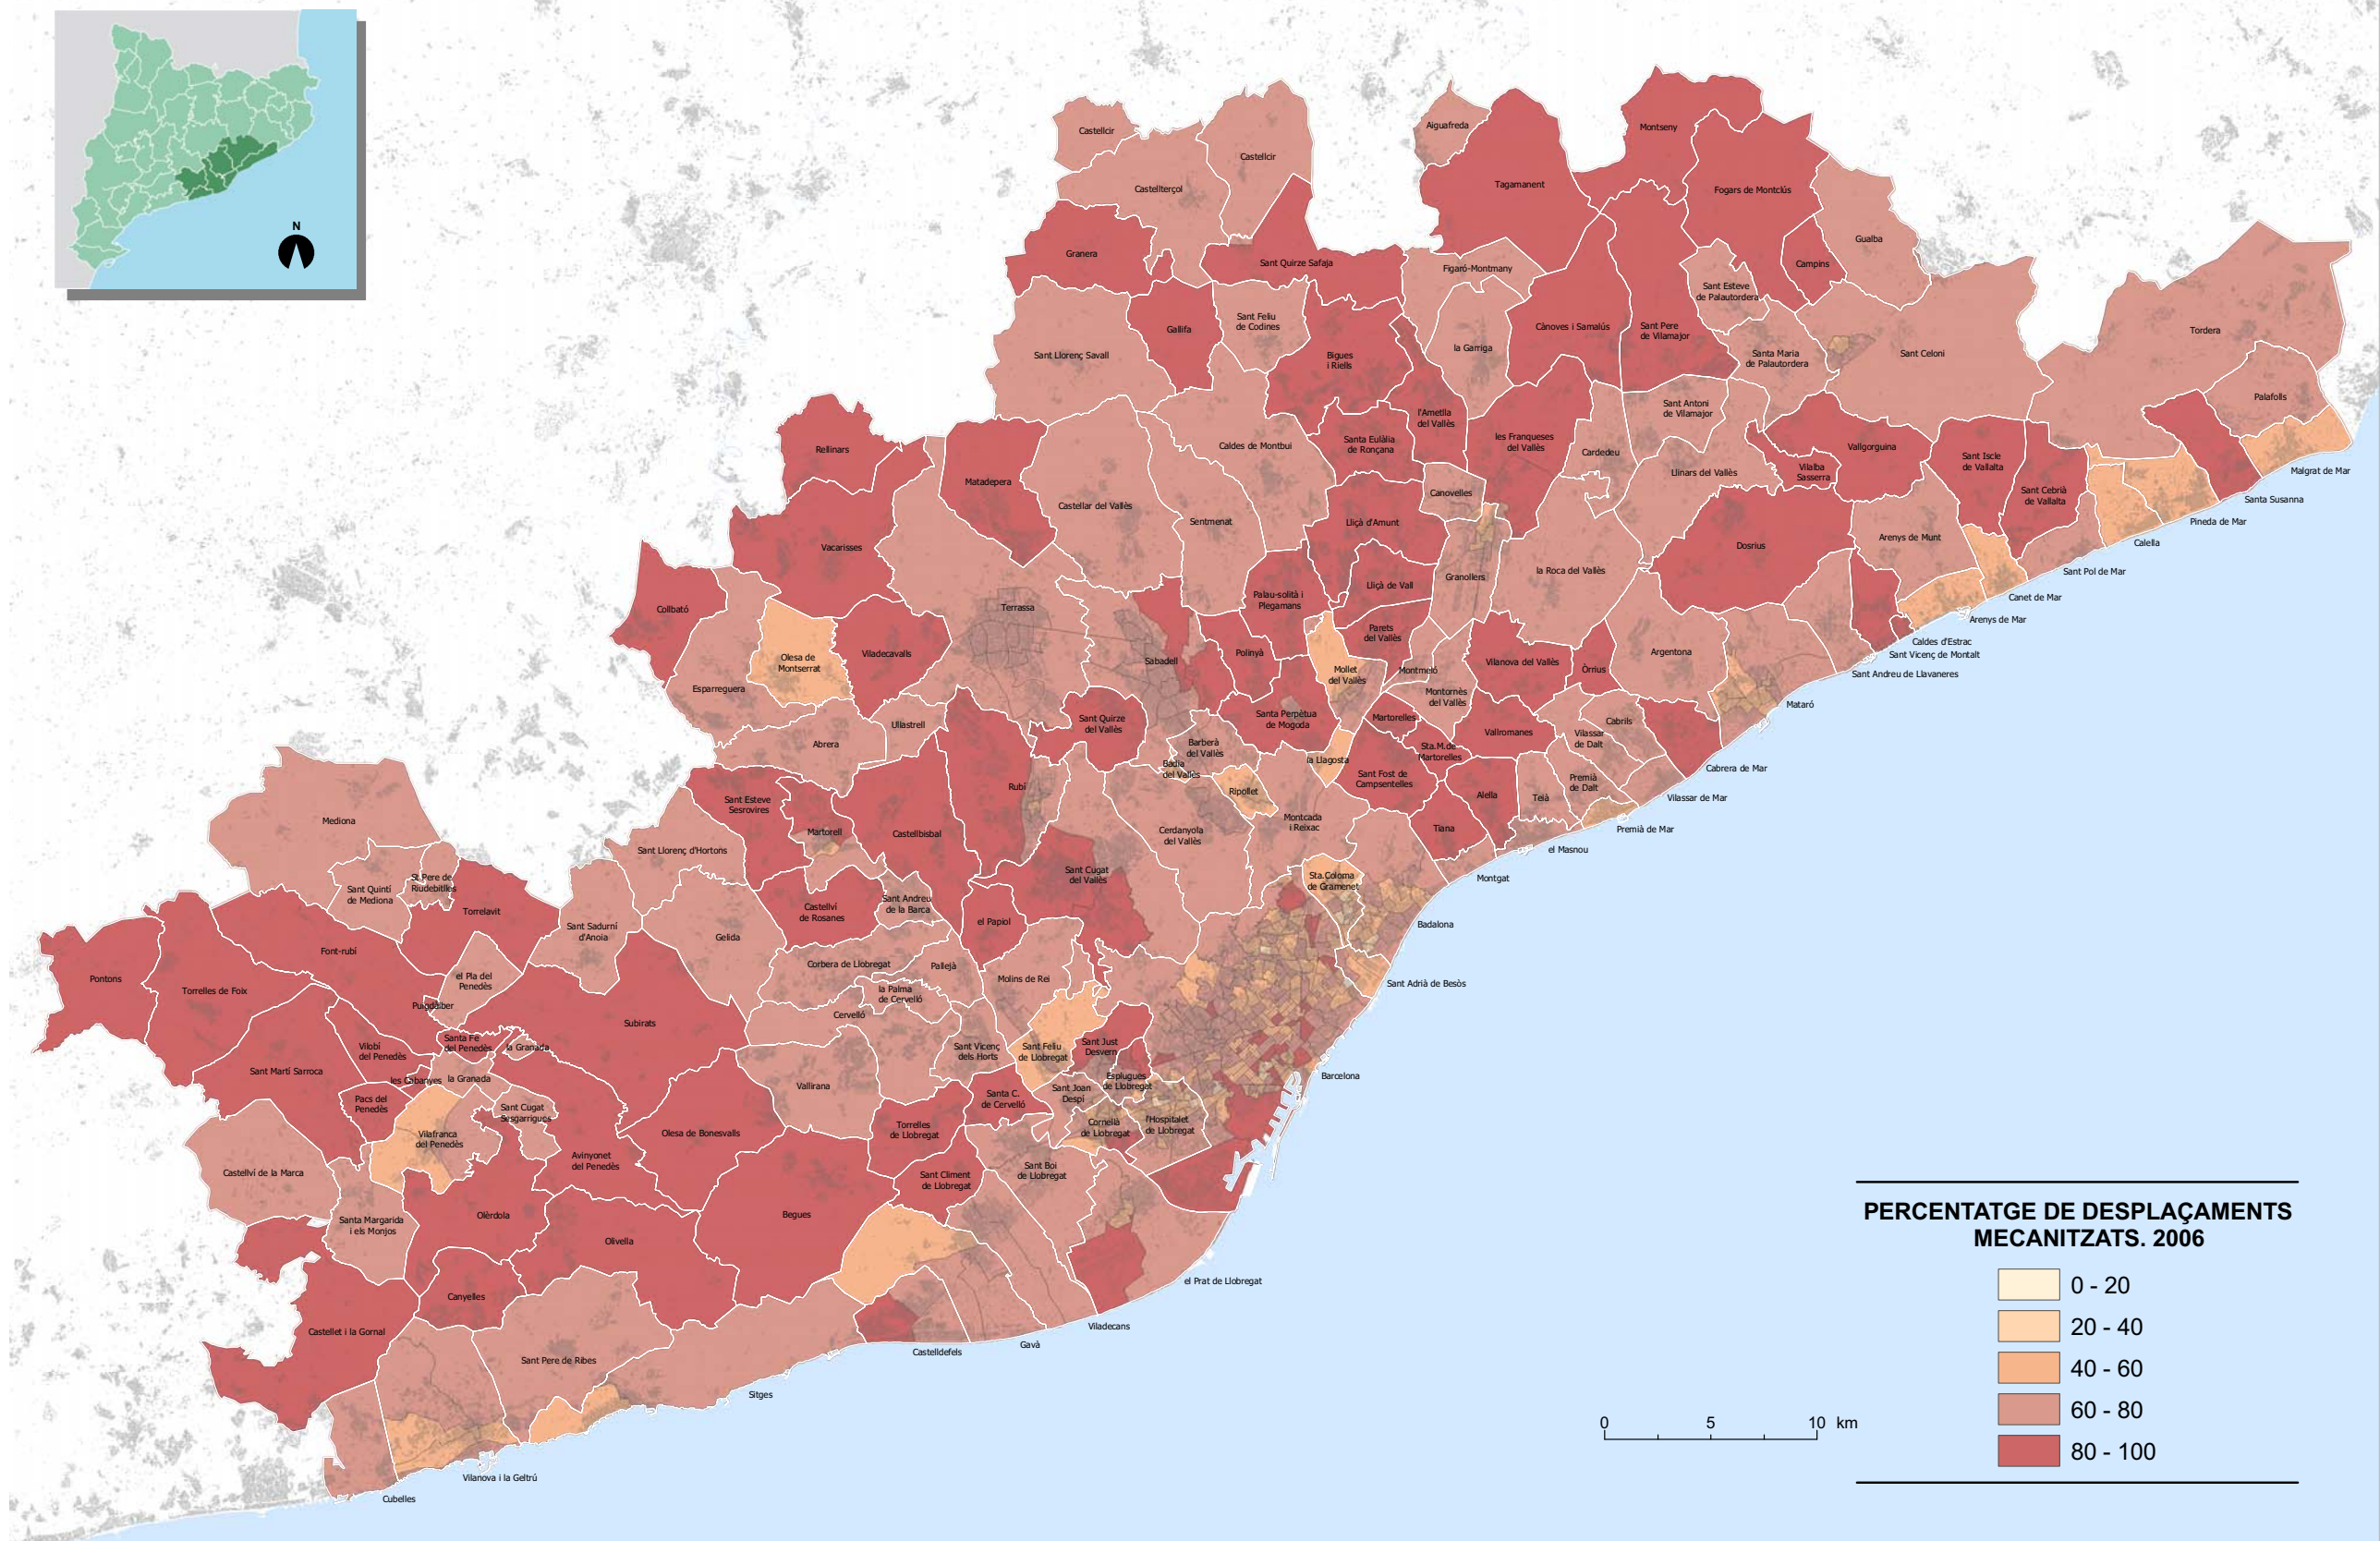 N
Castellcir
Castellcir
Castellterçol
Aiguafreda
Tagamanent
Montseny
Fogars de Montclús
Gualba
Campins
Granera
Sant Quirze Safaja
Figaró-Montmany
Sant Esteve
de Palautordera
Gallifa
Sant Feliu
de Codines
Cànoves i Samalús
Sant Pere
de Vilamajor
Tordera
Sant Llorenç Savall
Bigues
i Riells
la Garriga
Santa Maria
de Palautordera
Sant Celoni
Palafolls
l'Ametlla
del Vallès
Sant Antoni
de Vilamajor
Rellinars
Caldes de Montbui
Santa Eulàlia
de Ronçana
les Franqueses
del Vallès
Cardedeu
Vallgorguina
Sant Iscle
de Vallalta
Malgrat de Mar
Matadepera
Llinars del Vallès
Vilalba
Sasserra
Sant Cebrià
de Vallalta
Santa Susanna
Castellar del Vallès
Canovelles
Pineda de Mar
Vacarisses
Sentmenat
Lliçà d'Amunt
Dosrius
Arenys de Munt
Calella
Collbató
Terrassa
Palau-solità i
Plegamans
Lliçà de Vall
Granollers
la Roca del Vallès
Sant Pol de Mar
Canet de Mar
Arenys de Mar
Olesa de
Montserrat
Viladecavalls
Sabadell
Polinyà
Parets
del Vallès
Vilanova del Vallès
Òrrius
Argentona
Caldes d'Estrac
Sant Vicenç de Montalt
Sant Andreu de Llavaneres
Esparreguera
Mollet
del Vallès
Montmeló
Montornès
del Vallès
Mataró
Ullastrell
Sant Quirze
del Vallès
Santa Perpètua
de Mogoda
Martorelles
Cabrils
Abrera
Barberà
del Vallès
Badia
del Vallès
la Llagosta
Sta.M.de
Martorelles
Vallromanes
Vilassar
de Dalt
Cabrera de Mar
Rubí
Ripollet
Sant Fost de
Campsentelles
Alella
Teià
Premià
de Dalt
Vilassar de Mar
Sant Esteve
Sesrovires
Martorell
Castellbisbal
Cerdanyola
del Vallès
Montcada
i Reixac
Tiana
Premià de Mar
Mediona
Sant Llorenç d'Hortons
el Masnou
Sant Quintí
de Mediona
St.Pere de
Riudebitlles
Sant Cugat
del Vallès
Sta.Coloma
de Gramenet
Montgat
Torrelavit
Sant Sadurní
d'Anoia
Castellví
de Rosanes
Sant Andreu
de la Barca
el Papiol
Badalona
Gelida
Font-rubí
Pontons
Torrelles de Foix
el Pla del
Penedès
Corbera de Llobregat
Pallejà
Molins de Rei
Sant Adrià de Besòs
Puigdàlber
la Palma
de Cervelló
Cervelló
Subirats
Vilobí
del Penedès
Santa Fe
del Penedès
la Granada
Sant Vicenç
dels Horts
Sant Feliu
de Llobregat
Sant Just
Desvern
Sant Martí Sarroca
les Cabanyes
la Granada
Vallirana
Esplugues
de Llobregat
Barcelona
Pacs del
Penedès
Sant Cugat
Sesgarrigues
Santa C.
de Cervelló
Sant Joan
Despí
Vilafranca
del Penedès
Olesa de Bonesvalls
Torrelles
de Llobregat
Cornellà
de Llobregat
l'Hospitalet
de Llobregat
Castellví de la Marca
Avinyonet
del Penedès
Sant Climent
de Llobregat
Sant Boi
de Llobregat
Santa Margarida
i els Monjos
Olèrdola
Begues
Olivella
el Prat de Llobregat
Canyelles
Castellet i la Gornal
Viladecans
Gavà
Castelldefels
Sant Pere de Ribes
Sitges
Vilanova i la Geltrú
Cubelles
PERCENTATGE DE DESPLAÇAMENTS
MECANITZATS. 2006
0 - 20
20 - 40
40 - 60
60 - 80
80 - 100
0 5 10 km